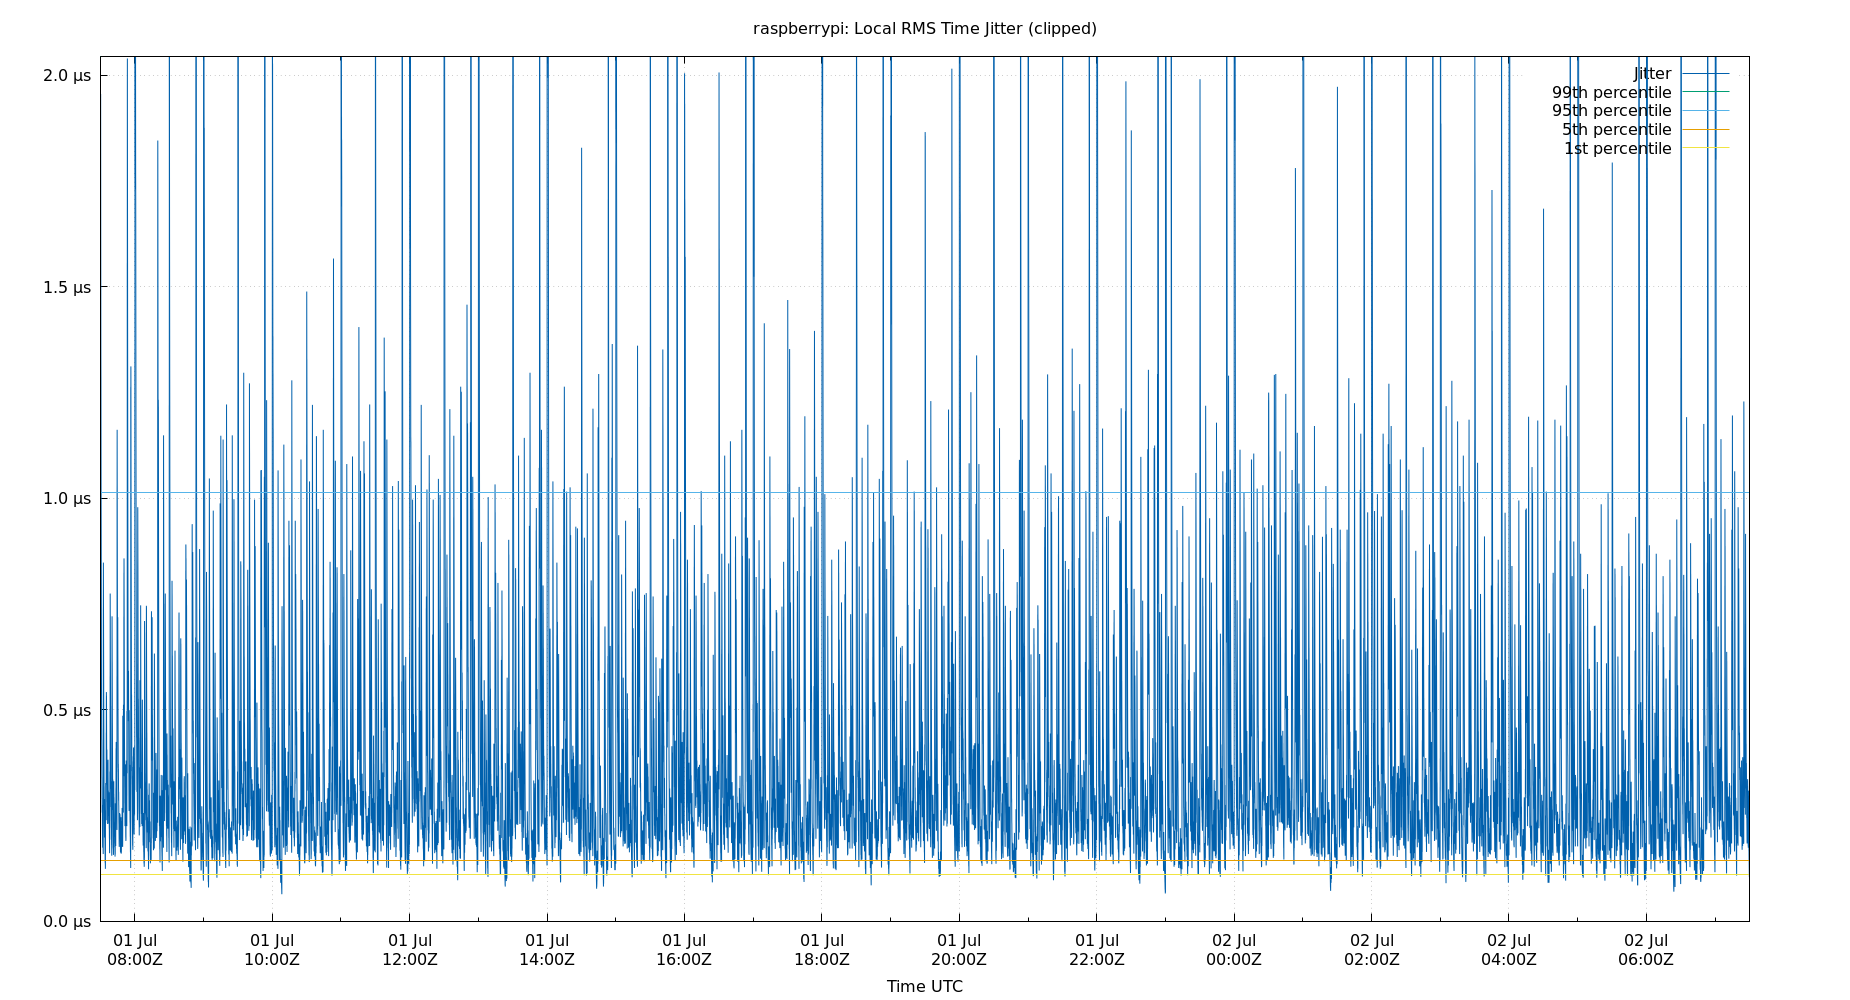 raspberrypi: Local RMS Time Jitter (clipped)
2.0 µs
1.5 µs
1.0 µs
0.5 µs
0.0 µs
Jitter
99th percentile
95th percentile
5th percentile
1st percentile
01 Jul 01 Jul 01 Jul 01 Jul 01 Jul 01 Jul 01 Jul 01 Jul 02 Jul 02 Jul 02 Jul 02 Jul
08:00Z 10:00Z 12:00Z 14:00Z 16:00Z 18:00Z 20:00Z 22:00Z 00:00Z 02:00Z 04:00Z 06:00Z
Time UTC